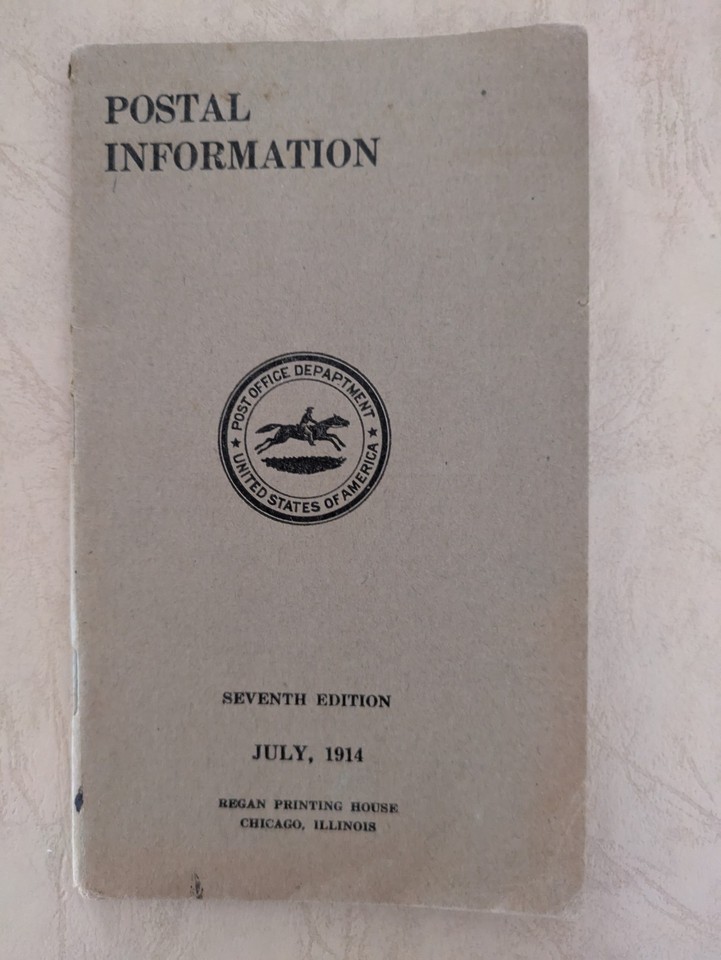 POSTAL
INFORMATION
POST OFFICE DEPARTMENT
★ ★
UNITED STATES OF AMERICA
SEVENTH EDITION
JULY, 1914
REGAN PRINTING HOUSE
CHICAGO, ILLINOIS